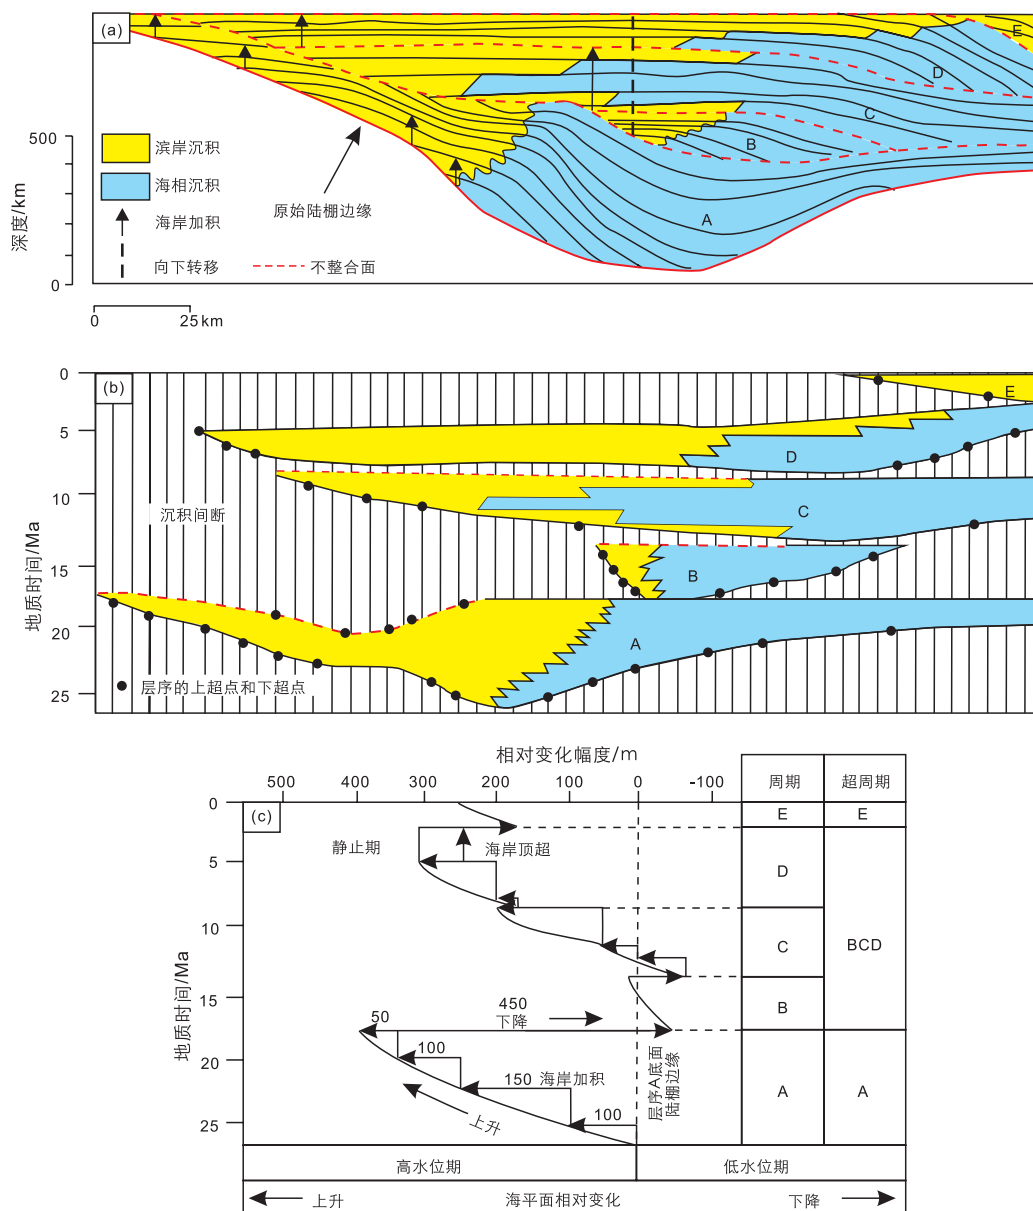 (a)
E
D
C
B
A
500
0
深度/km
滨岸沉积
海相沉积
海岸加积
向下转移
不整合面
原始陆棚边缘
0
25 km
(b)
0
5
10
15
20
25
地质时间/Ma
沉积间断
E
D
C
B
A
层序的上超点和下超点
相对变化幅度/m
500 400 300 200 100 0 -100
周期 超周期
(c)
0
5
10
15
20
25
地质时间/Ma
静止期
海岸顶超
E E
D
C BCD
B
A A
450
下降
50
100
150 海岸加积
100
上升
层序A底面
陆棚边缘
高水位期 低水位期
上升 海平面相对变化 下降